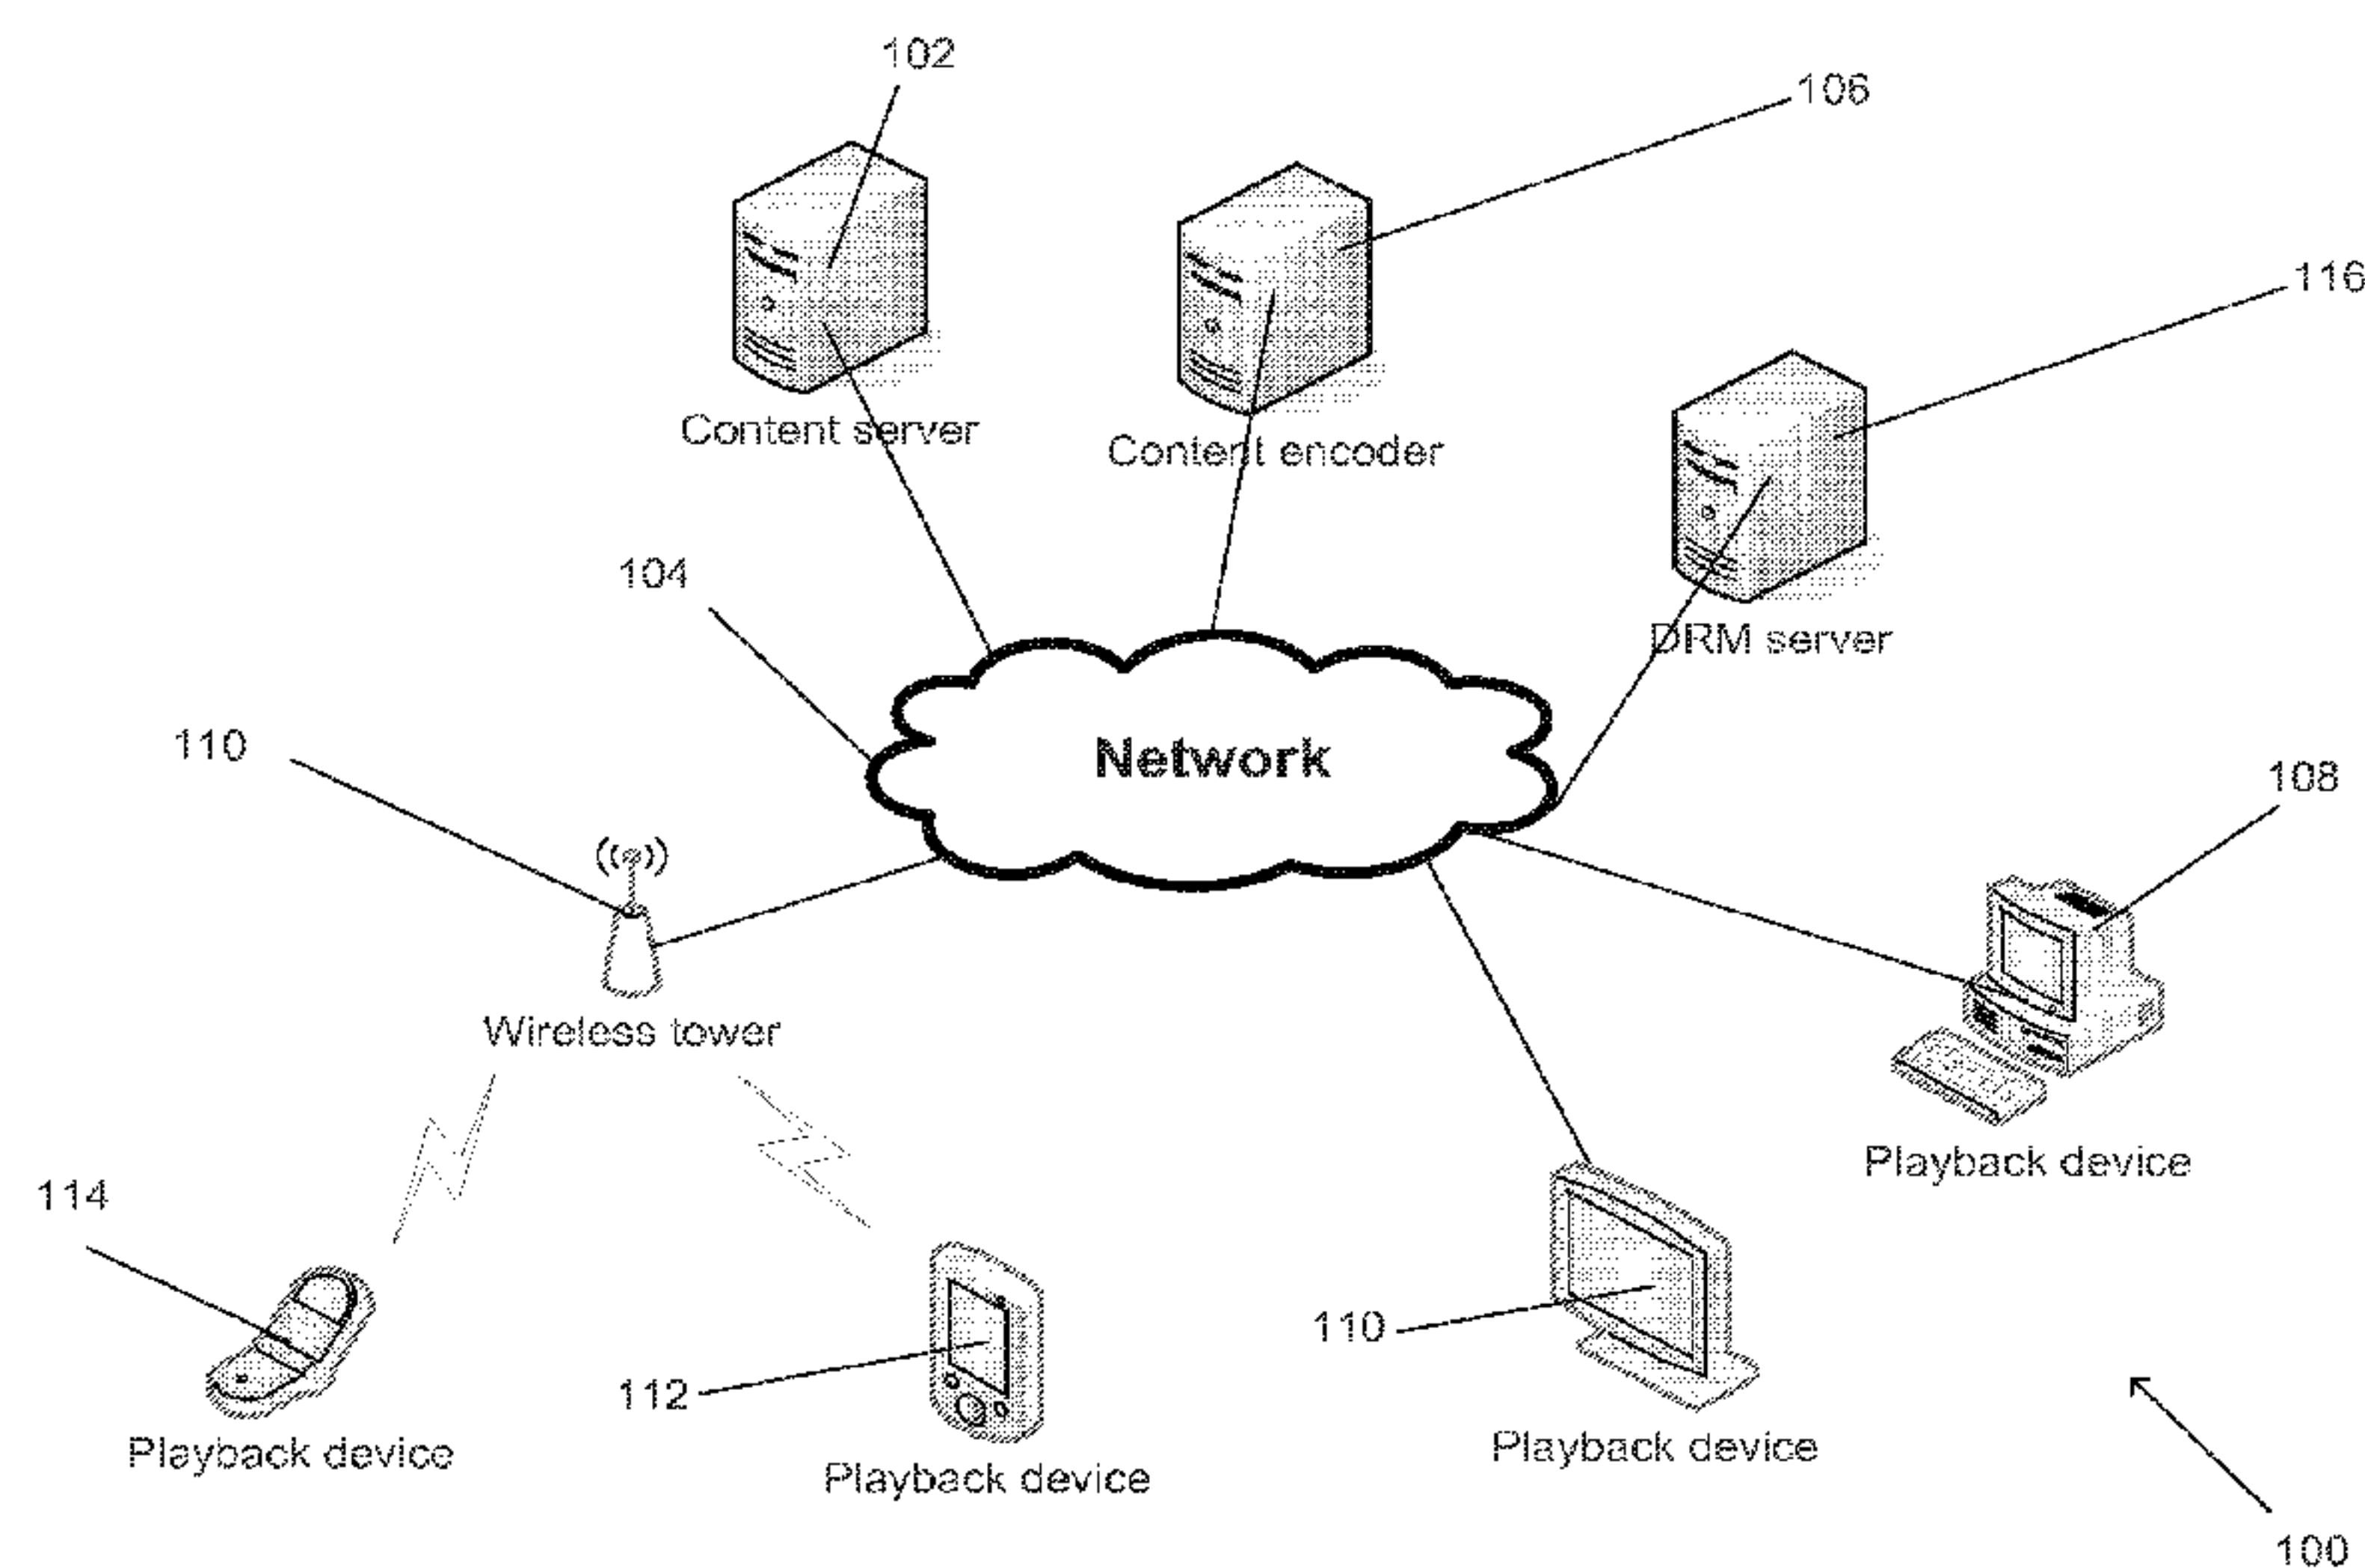 102
106
116
Content server
Content encoder
104
DRM server
110
Network
108
Wireless tower
Playback device
114
110
112
Playback device
Playback device
Playback device
100